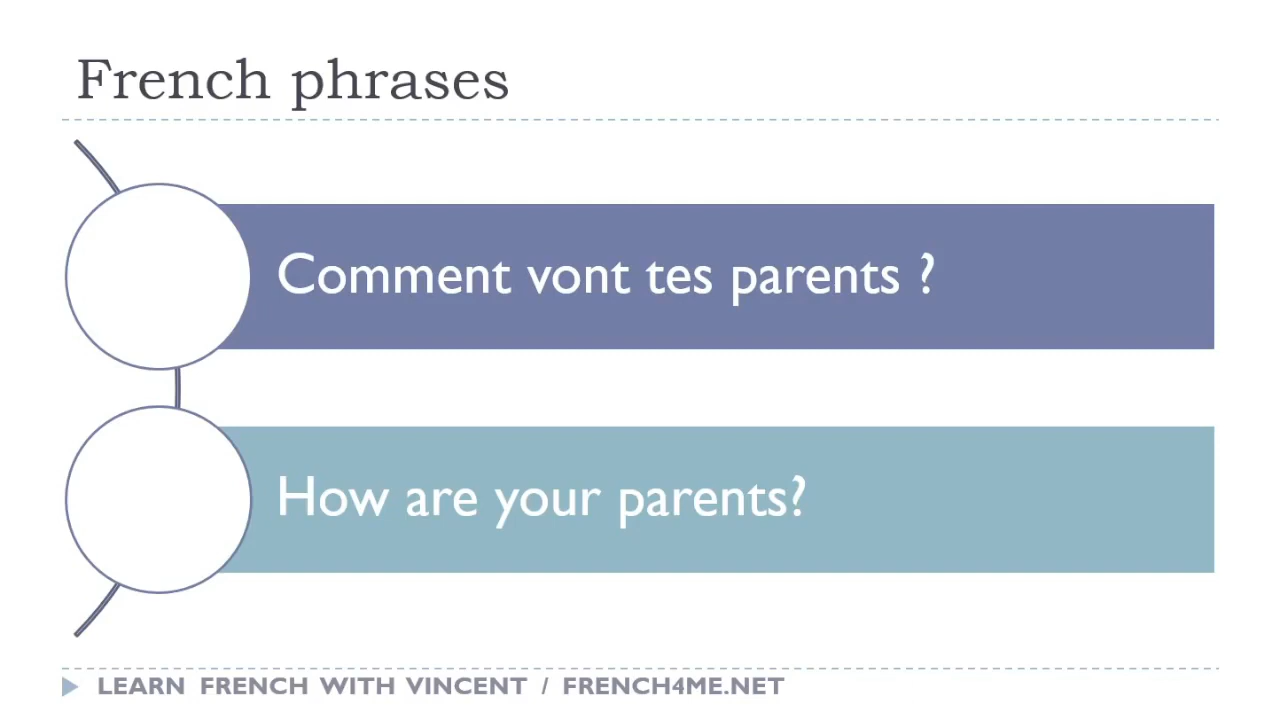 French phrases
Comment vont tes parents ?
How are your parents?
LEARN FRENCH WITH VINCENT / FRENCH4ME.NET